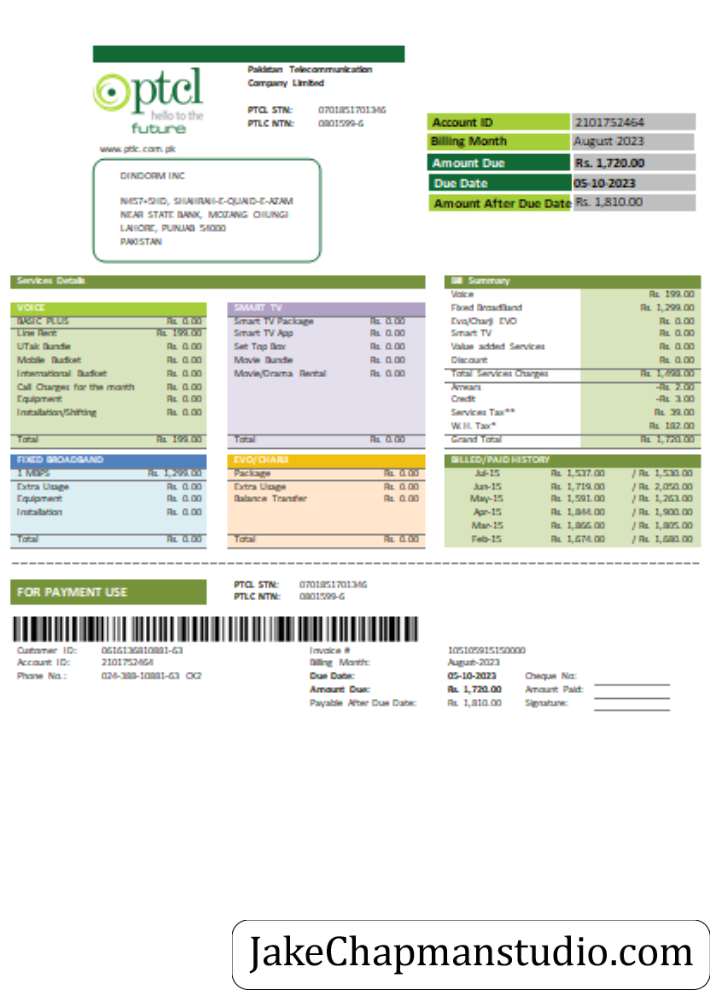 ptcl
hello to the
future
www.ptlc.com.pk
Pakistan Telecommunication
Company Limited
PTCL STN: 0701851701346
PTLC NTN: 0801599-6
Account ID 2101752464
Billing Month August 2023
Amount Due Rs. 1,720.00
Due Date 05-10-2023
Amount After Due Date Rs. 1,810.00
DINDORM INC
NEAR STATE BANK, MOZANG CHUNGI
LAHORE, PUNJAB 54000
PAKISTAN
Services Details
VOICE
BASIC PLUS Rs. 0.00
Line Rent Rs. 199.00
UTak Bundle Rs. 0.00
Mobile Budket Rs. 0.00
International Budket Rs. 0.00
Call Charges for the month Rs. 0.00
Equipment Rs. 0.00
Installation/Shifting Rs. 0.00
Total Rs. 199.00
SMART TV
Smart TV Package Rs. 0.00
Smart TV App Rs. 0.00
Set Top Box Rs. 0.00
Movie Bundle Rs. 0.00
Movie/Drama Rental Rs. 0.00
Total Rs. 0.00
Bill Summary
Voice Rs. 199.00
Fixed BroadBand Rs. 1,299.00
Evo/Charji EVO Rs. 0.00
Smart TV Rs. 0.00
Value added Services Rs. 0.00
Discount Rs. 0.00
Total Services Charges Rs. 1,498.00
Arrears -Rs. 2.00
Credit -Rs. 3.00
Services Tax** Rs. 39.00
W.H. Tax* Rs. 182.00
Grand Total Rs. 1,720.00
FIXED BROADBAND
1 MBPS Rs. 1,299.00
Extra Usage Rs. 0.00
Equipment Rs. 0.00
Installation Rs. 0.00
Total Rs. 0.00
EVO/CHARJI
Package Rs. 0.00
Extra Usage Rs. 0.00
Balance Transfer Rs. 0.00
Total Rs. 0.00
BILLED/PAID HISTORY
Jul-15 Rs. 1,537.00 / Rs. 1,530.00
Jun-15 Rs. 1,719.00 / Rs. 2,050.00
May-15 Rs. 1,591.00 / Rs. 1,263.00
Apr-15 Rs. 1,844.00 / Rs. 1,900.00
Mar-15 Rs. 1,866.00 / Rs. 1,805.00
Feb-15 Rs. 1,674.00 / Rs. 1,680.00
FOR PAYMENT USE
PTCL STN: 0701851701346
PTLC NTN: 0801599-6
Customer ID: 0616136810881-63 Invoice # 105105915150000
Account ID: 2101752464 Billing Month: August-2023
Phone No.: 024-388-10881-63 CK2 Due Date: 05-10-2023 Cheque No:
Amount Due: Rs. 1,720.00 Amount Paid:
Payable After Due Date: Rs. 1,810.00 Signature:
JakeChapmanstudio.com